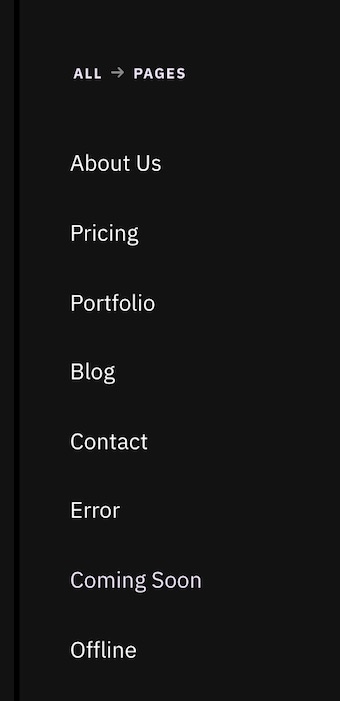 ALL → PAGES
About Us
Pricing
Portfolio
Blog
Contact
Error
Coming Soon
Offline